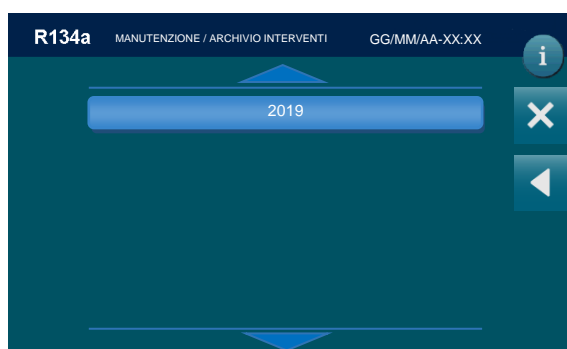 R134a MANUTENZIONE / ARCHIVIO INTERVENTI GG/MM/AA-XX:XX
i
2019